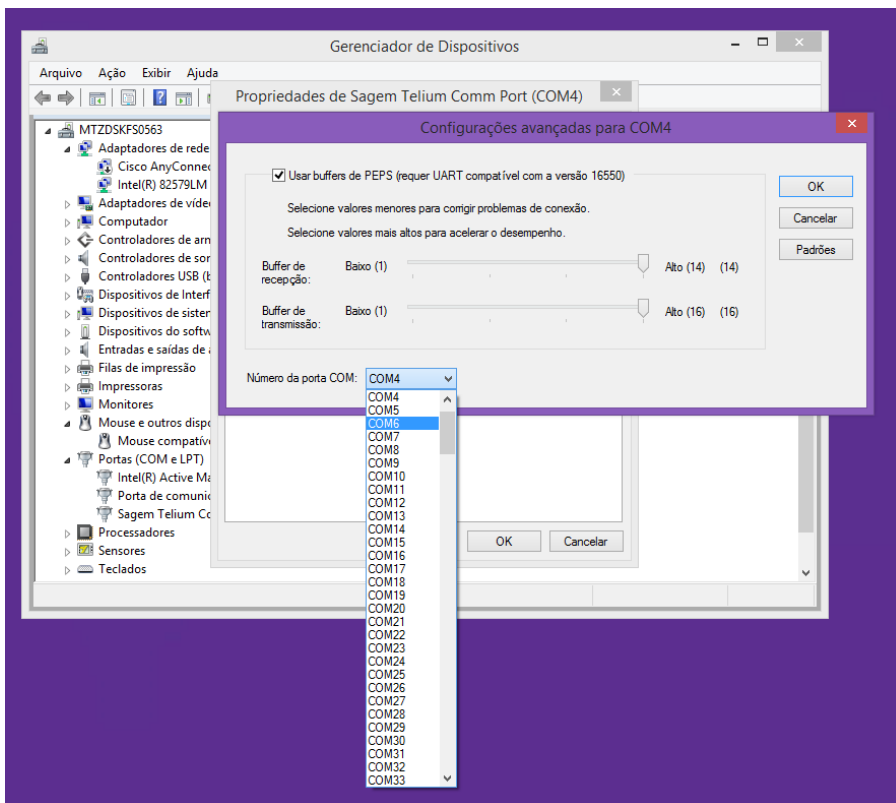 Gerenciador de Dispositivos
Arquivo Ação Exibir Ajuda
Propriedades de Sagem Telium Comm Port (COM4)
Configurações avançadas para COM4
MTZDSKFS0563
Adaptadores de rede
Cisco AnyConnec
Intel(R) 82579LM
Adaptadores de víde
Computador
Controladores de arn
Controladores de sor
Controladores USB (b
Dispositivos de Interf
Dispositivos de sister
Dispositivos do softw
Entradas e saídas de a
Filas de impressão
Impressoras
Monitores
Mouse e outros dispo
Mouse compatív
Portas (COM e LPT)
Intel(R) Active Ma
Porta de comunic
Sagem Telium Co
Processadores
Sensores
Teclados
Usar buffers de PEPS (requer UART compatível com a versão 16550)
Selecione valores menores para corrigir problemas de conexão.
Selecione valores mais altos para acelerar o desempenho.
Buffer de
recepção:
Baixo (1) Alto (14) (14)
Buffer de
transmissão:
Baixo (1) Alto (16) (16)
OK
Cancelar
Padrões
Número da porta COM: COM4
COM4
COM5
COM6
COM7
COM8
COM9
COM10
COM11
COM12
COM13
COM14
COM15
COM16
COM17
COM18
COM19
COM20
COM21
COM22
COM23
COM24
COM25
COM26
COM27
COM28
COM29
COM30
COM31
COM32
COM33
OK Cancelar